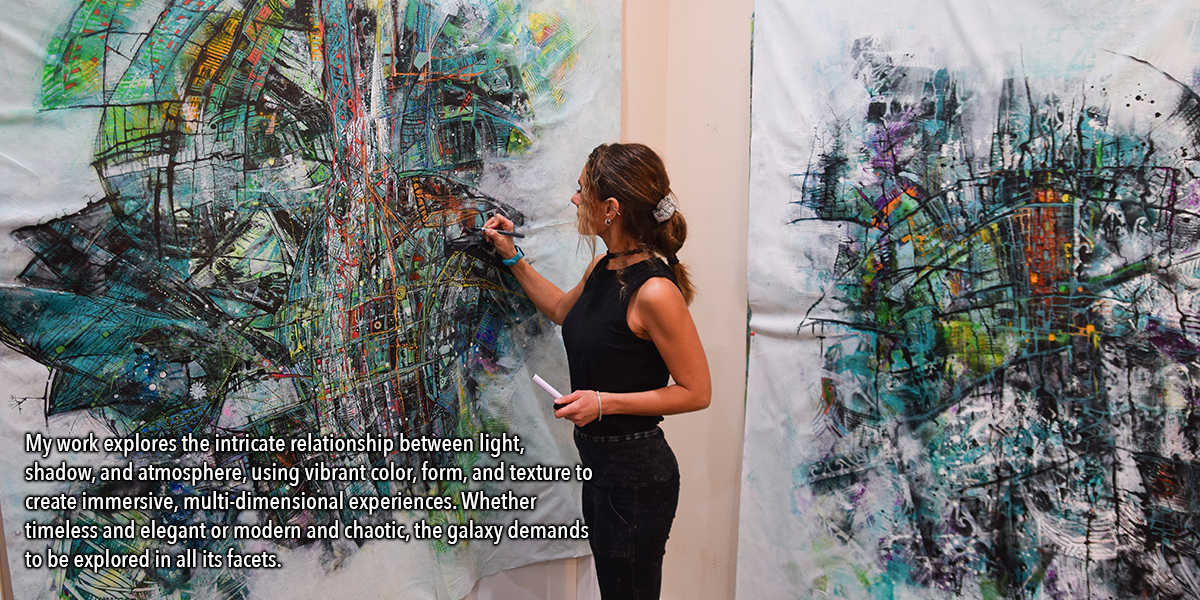 My work explores the intricate relationship between light,
shadow, and atmosphere, using vibrant color, form, and texture to
create immersive, multi-dimensional experiences. Whether
timeless and elegant or modern and chaotic, the galaxy demands
to be explored in all its facets.